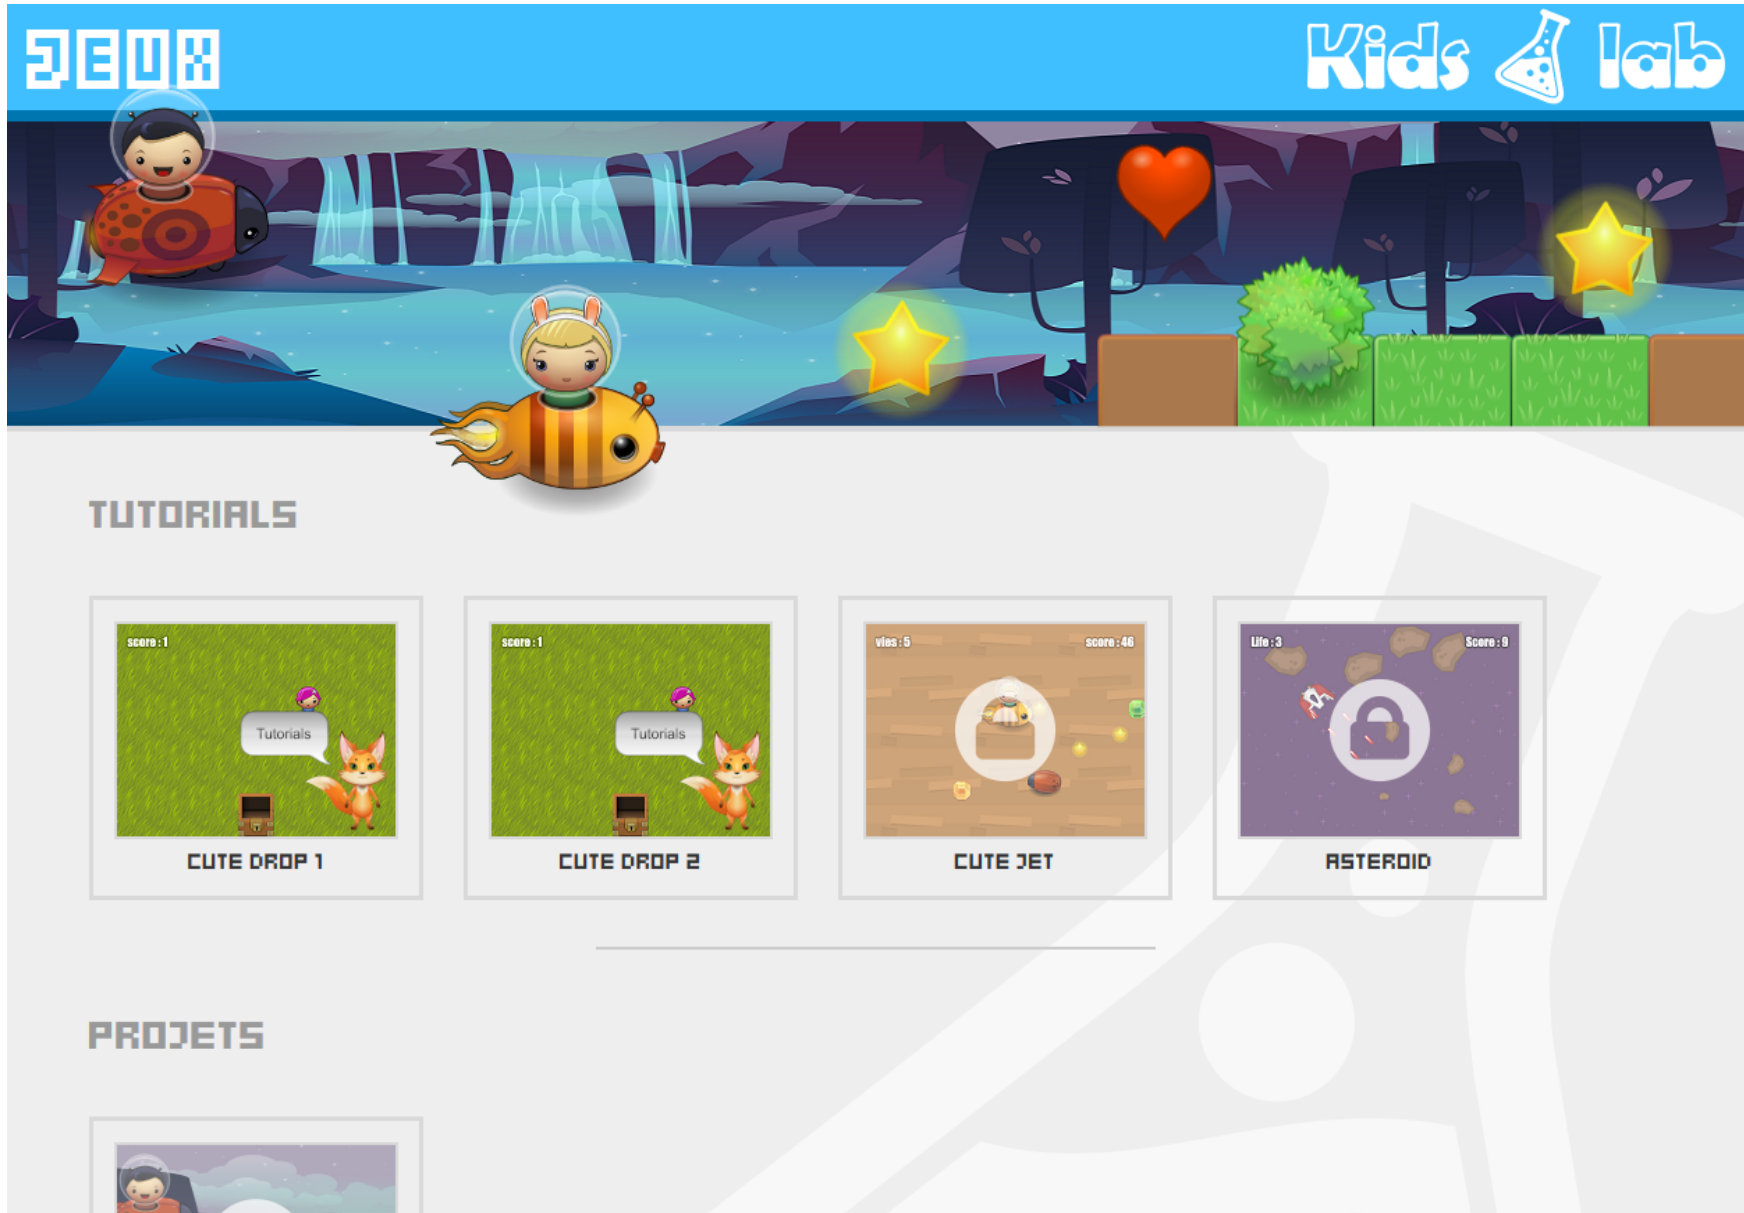 JEUX
Kids lab
TUTORIALS
score : 1
Tutorials
CUTE DROP 1
score : 1
Tutorials
CUTE DROP 2
vies : 5
score : 46
CUTE JET
Life : 3
Score : 9
ASTEROID
PROJETS